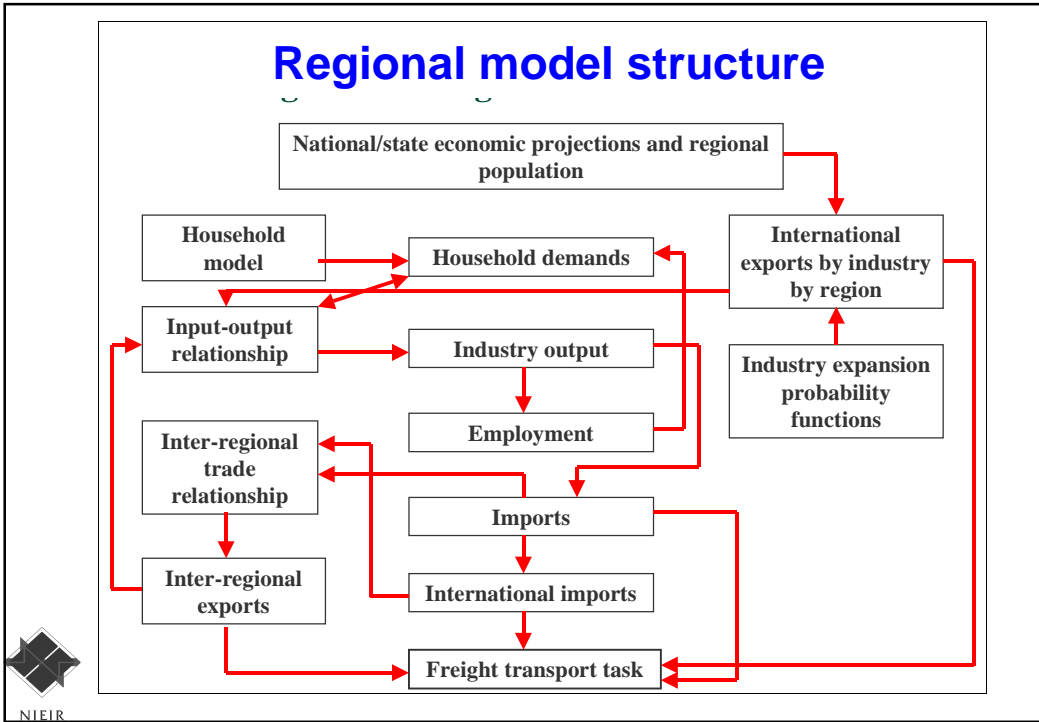 Regional model structure
National/state economic projections and regional
population
Household
model
Household demands
International
exports by industry
by region
Input-output
relationship
Industry output
Industry expansion
probability
functions
Employment
Inter-regional
trade
relationship
Imports
Inter-regional
exports
International imports
Freight transport task
NIEIR